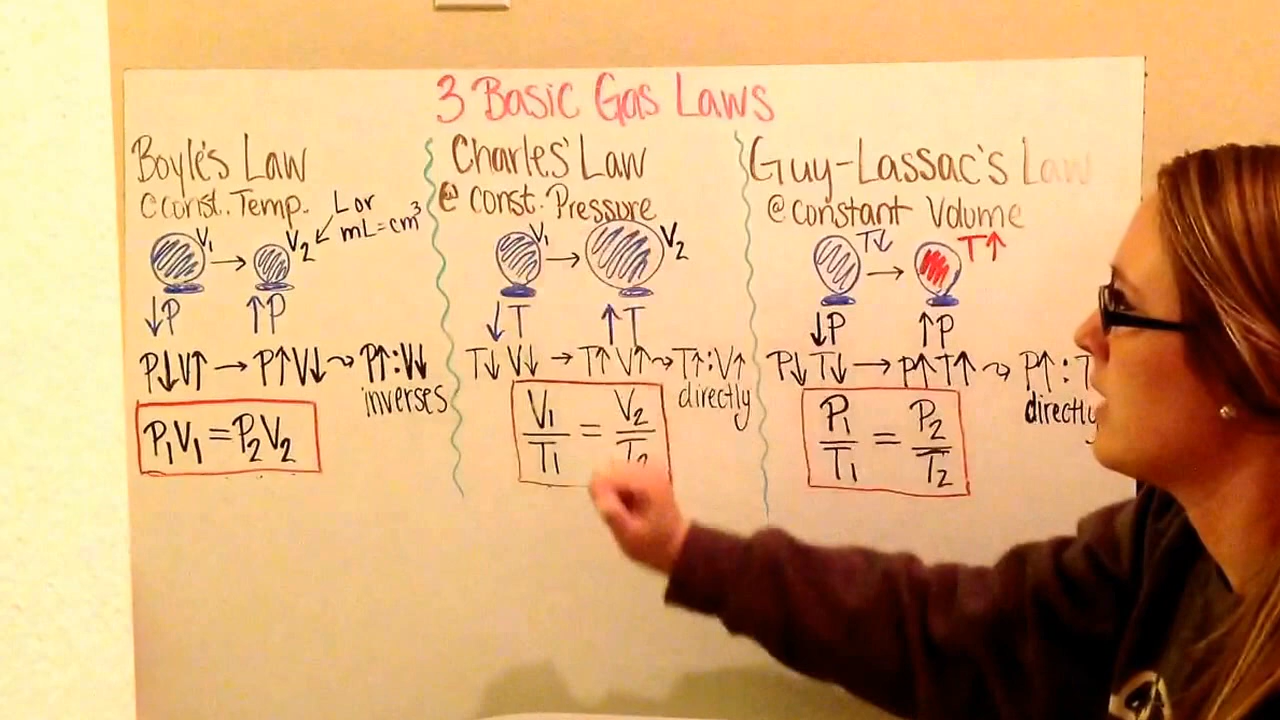 3 Basic Gas Laws
Boyle's Law
@const. Temp.
L or
mL = cm³
V₁ → V₂
↓P ↑P
P↓V↑ → P↑V↓ ⤳ P↑:V↓
inverses
P₁V₁ = P₂V₂
Charles' Law
@ const. Pressure
V₁ → V₂
↓T ↑T
T↓ V↓ → T↑ V↑ ⤳ T↑:V↑
directly
V₁/T₁ = V₂/T₂
Guy-Lassac's Law
@ constant Volume
T↓ → T↑
↓P ↑P
P↓ T↓ → P↑T↑ ⤳ P↑: T
directly
P₁/T₁ = P₂/T₂